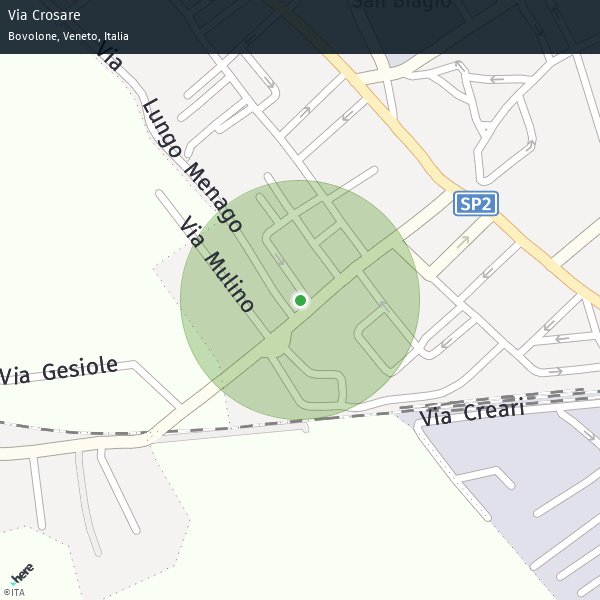 Via Crosare
Bovolone, Veneto, Italia
San Biagio
Via Lungo Menago
SP2
Via Mulino
Via Gesiole
Via Creari
here
©ITA